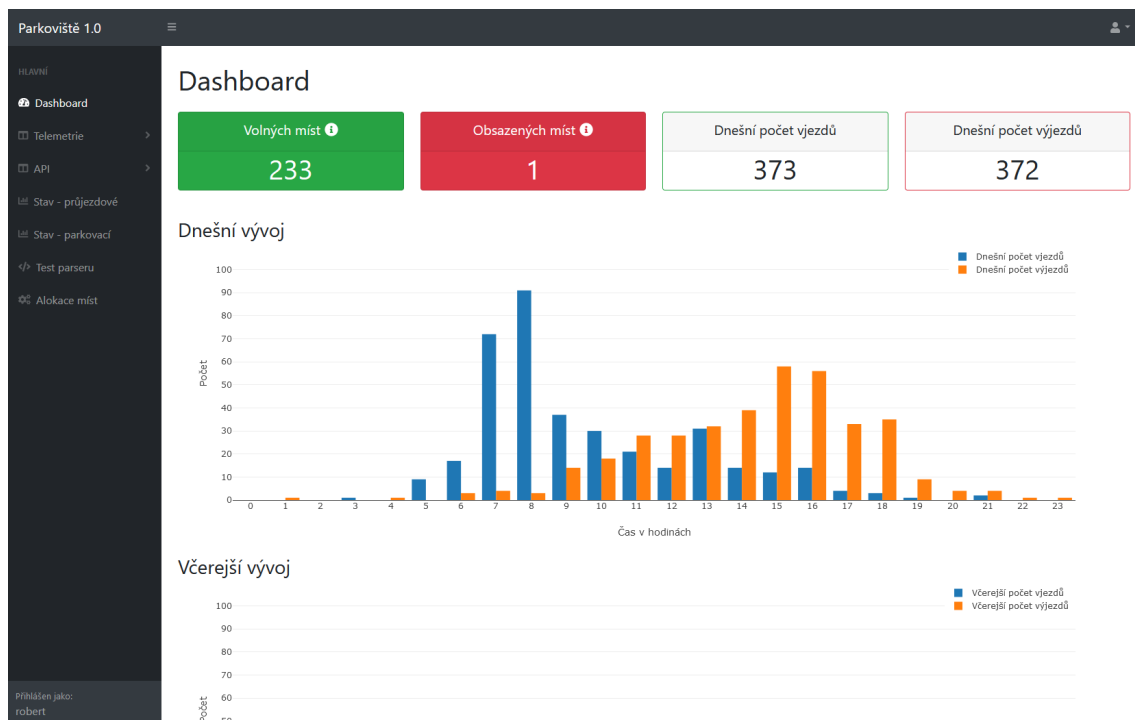 Parkoviště 1.0
HLAVNÍ
Dashboard
Telemetrie
API
Stav - průjezdové
Stav - parkovací
Test parseru
Alokace míst
Přihlášen jako:
robert
Dashboard
Volných míst
233
Obsazených míst
1
Dnešní počet vjezdů
373
Dnešní počet výjezdů
372
Dnešní vývoj
Dnešní počet vjezdů
Dnešní počet výjezdů
Počet
100
90
80
70
60
50
40
30
20
10
0
0 1 2 3 4 5 6 7 8 9 10 11 12 13 14 15 16 17 18 19 20 21 22 23
Čas v hodinách
Včerejší vývoj
Včerejší počet vjezdů
Včerejší počet výjezdů
Počet
100
90
80
70
60
50